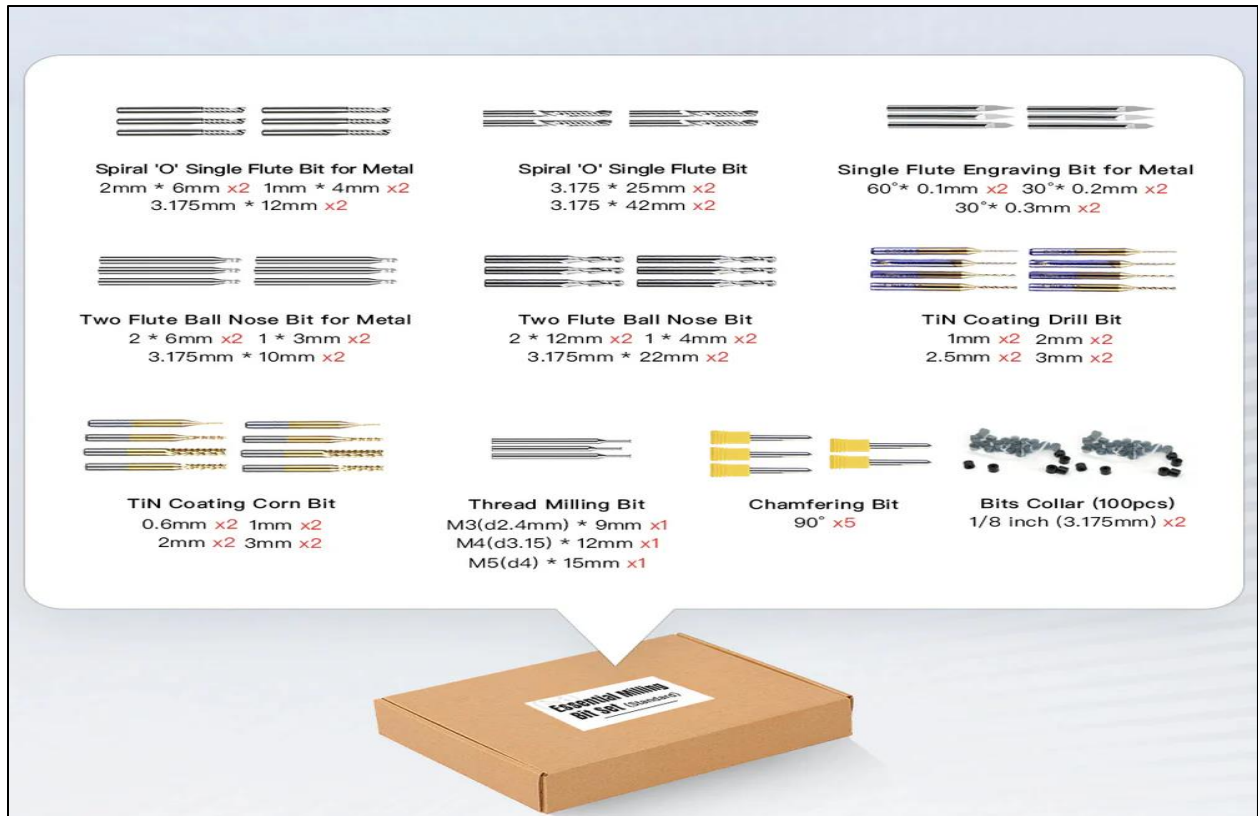 Spiral 'O' Single Flute Bit for Metal
2mm * 6mm x2 1mm * 4mm x2
3.175mm * 12mm x2
Spiral 'O' Single Flute Bit
3.175 * 25mm x2
3.175 * 42mm x2
Single Flute Engraving Bit for Metal
60°* 0.1mm x2 30°* 0.2mm x2
30°* 0.3mm x2
Two Flute Ball Nose Bit for Metal
2 * 6mm x2 1 * 3mm x2
3.175mm * 10mm x2
Two Flute Ball Nose Bit
2 * 12mm x2 1 * 4mm x2
3.175mm * 22mm x2
TiN Coating Drill Bit
1mm x2 2mm x2
2.5mm x2 3mm x2
TiN Coating Corn Bit
0.6mm x2 1mm x2
2mm x2 3mm x2
Thread Milling Bit
M3(d2.4mm) * 9mm x1
M4(d3.15) * 12mm x1
M5(d4) * 15mm x1
Chamfering Bit
90° x5
Bits Collar (100pcs)
1/8 inch (3.175mm) x2
Essential Milling
Bit Set (Standard)